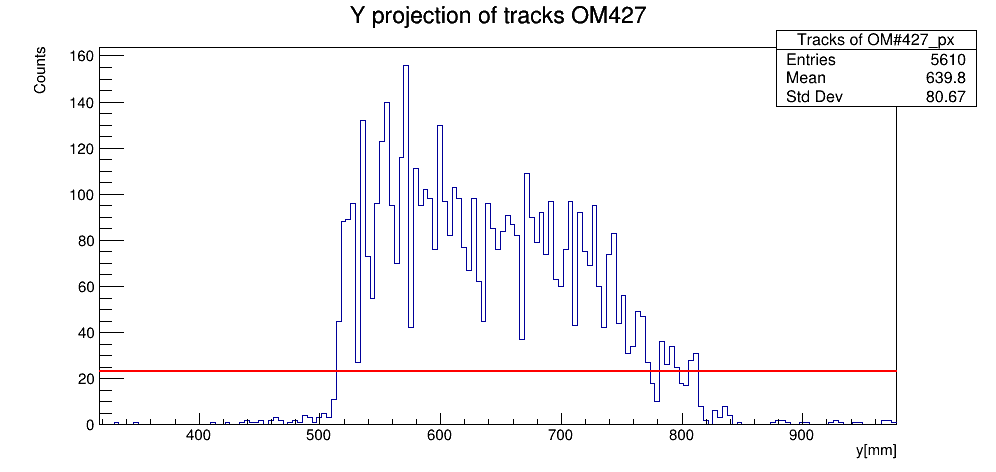 Y projection of tracks OM427
Tracks of OM#427_px
Entries 5610
Mean 639.8
Std Dev 80.67
Counts
160
140
120
100
80
60
40
20
0
400 500 600 700 800 900
y[mm]